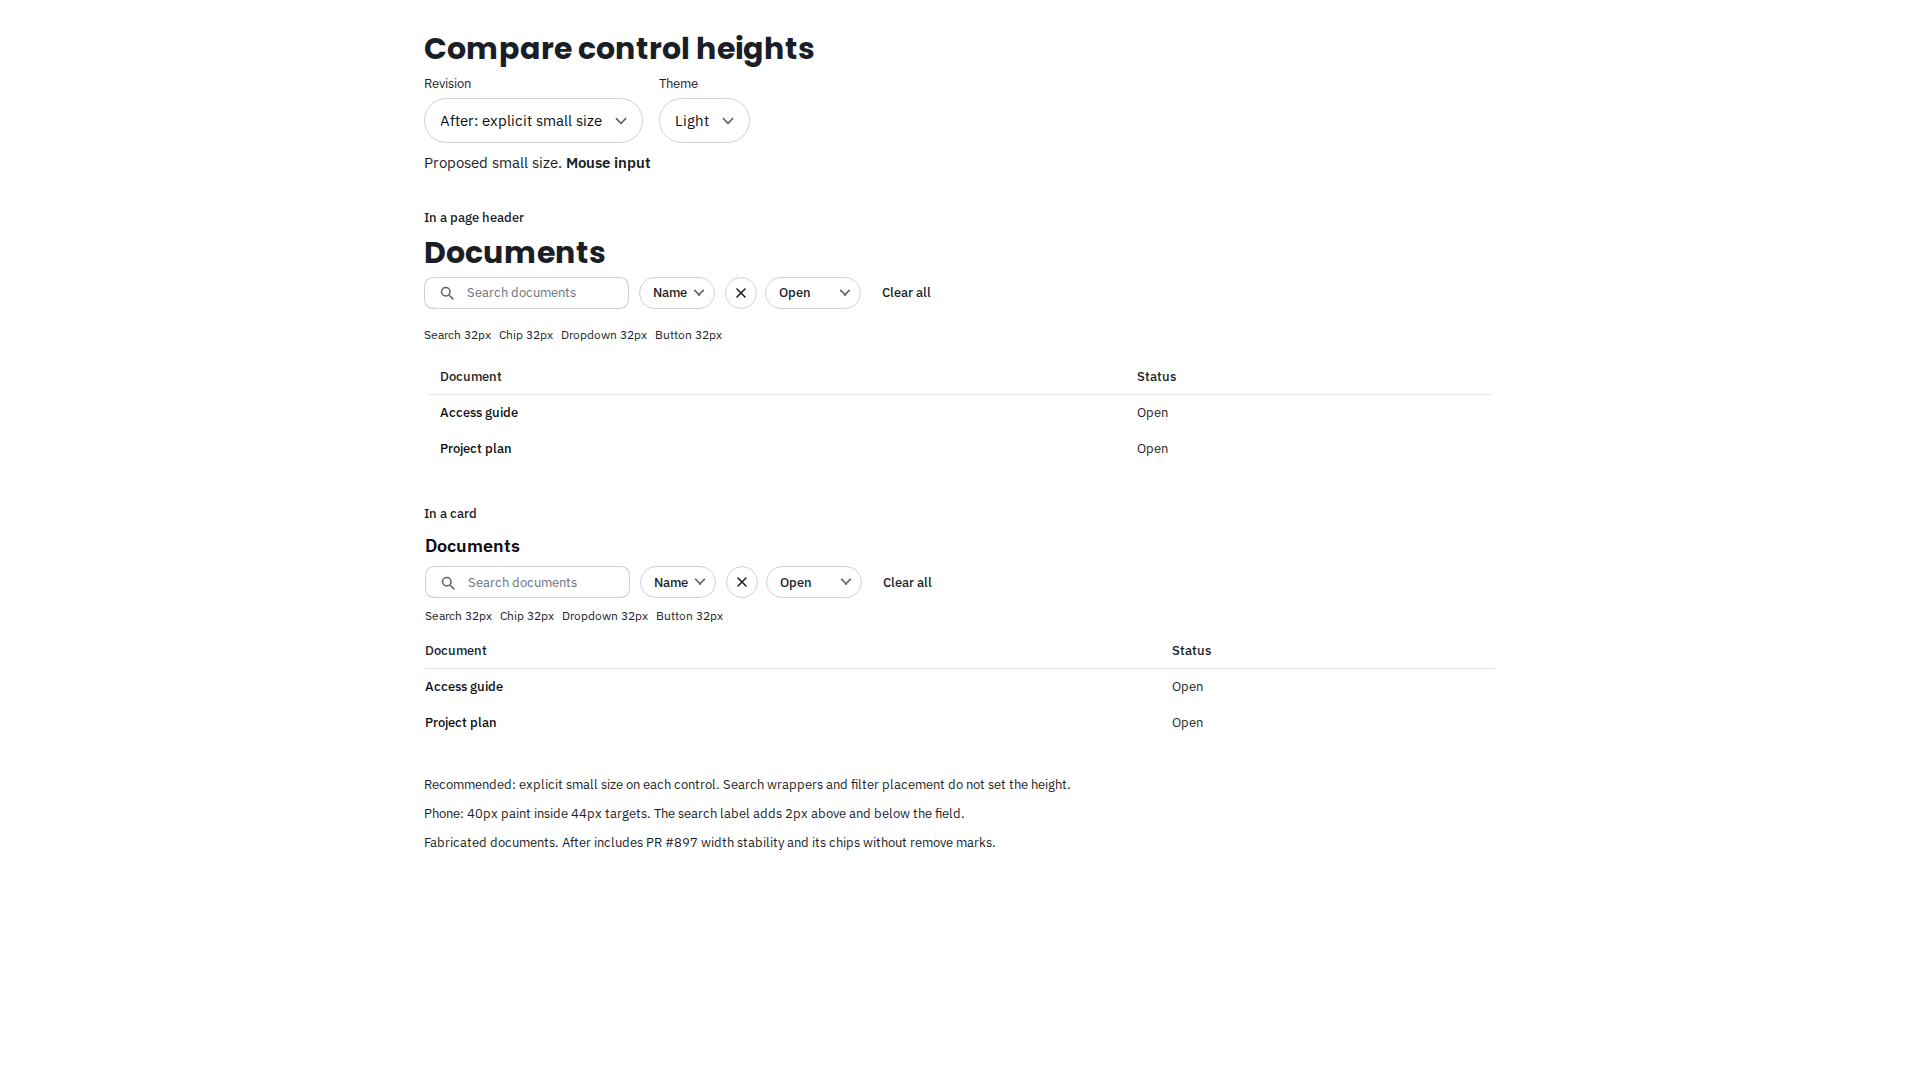 Compare control heights
Revision Theme
After: explicit small size Light
Proposed small size. Mouse input
In a page header
Documents
Search documents Name Open Clear all
Search 32px Chip 32px Dropdown 32px Button 32px
Document Status
Access guide Open
Project plan Open
In a card
Documents
Search documents Name Open Clear all
Search 32px Chip 32px Dropdown 32px Button 32px
Document Status
Access guide Open
Project plan Open
Recommended: explicit small size on each control. Search wrappers and filter placement do not set the height.
Phone: 40px paint inside 44px targets. The search label adds 2px above and below the field.
Fabricated documents. After includes PR #897 width stability and its chips without remove marks.